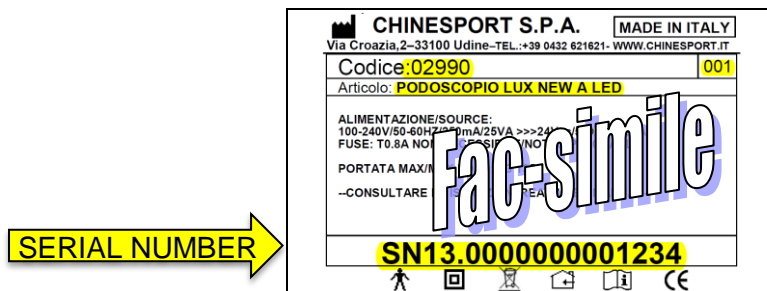 CHINESPORT S.P.A. MADE IN ITALY
Via Croazia,2–33100 Udine–TEL.:+39 0432 621621- WWW.CHINESPORT.IT
Codice:02990 001
Articolo: PODOSCOPIO LUX NEW A LED
ALIMENTAZIONE/SOURCE:
100-240V/50-60HZ/
FUSE: T0.8A
PORTATA
--CONSULTARE
Fac-simile
SERIAL NUMBER
SN13.0000000001234
CE